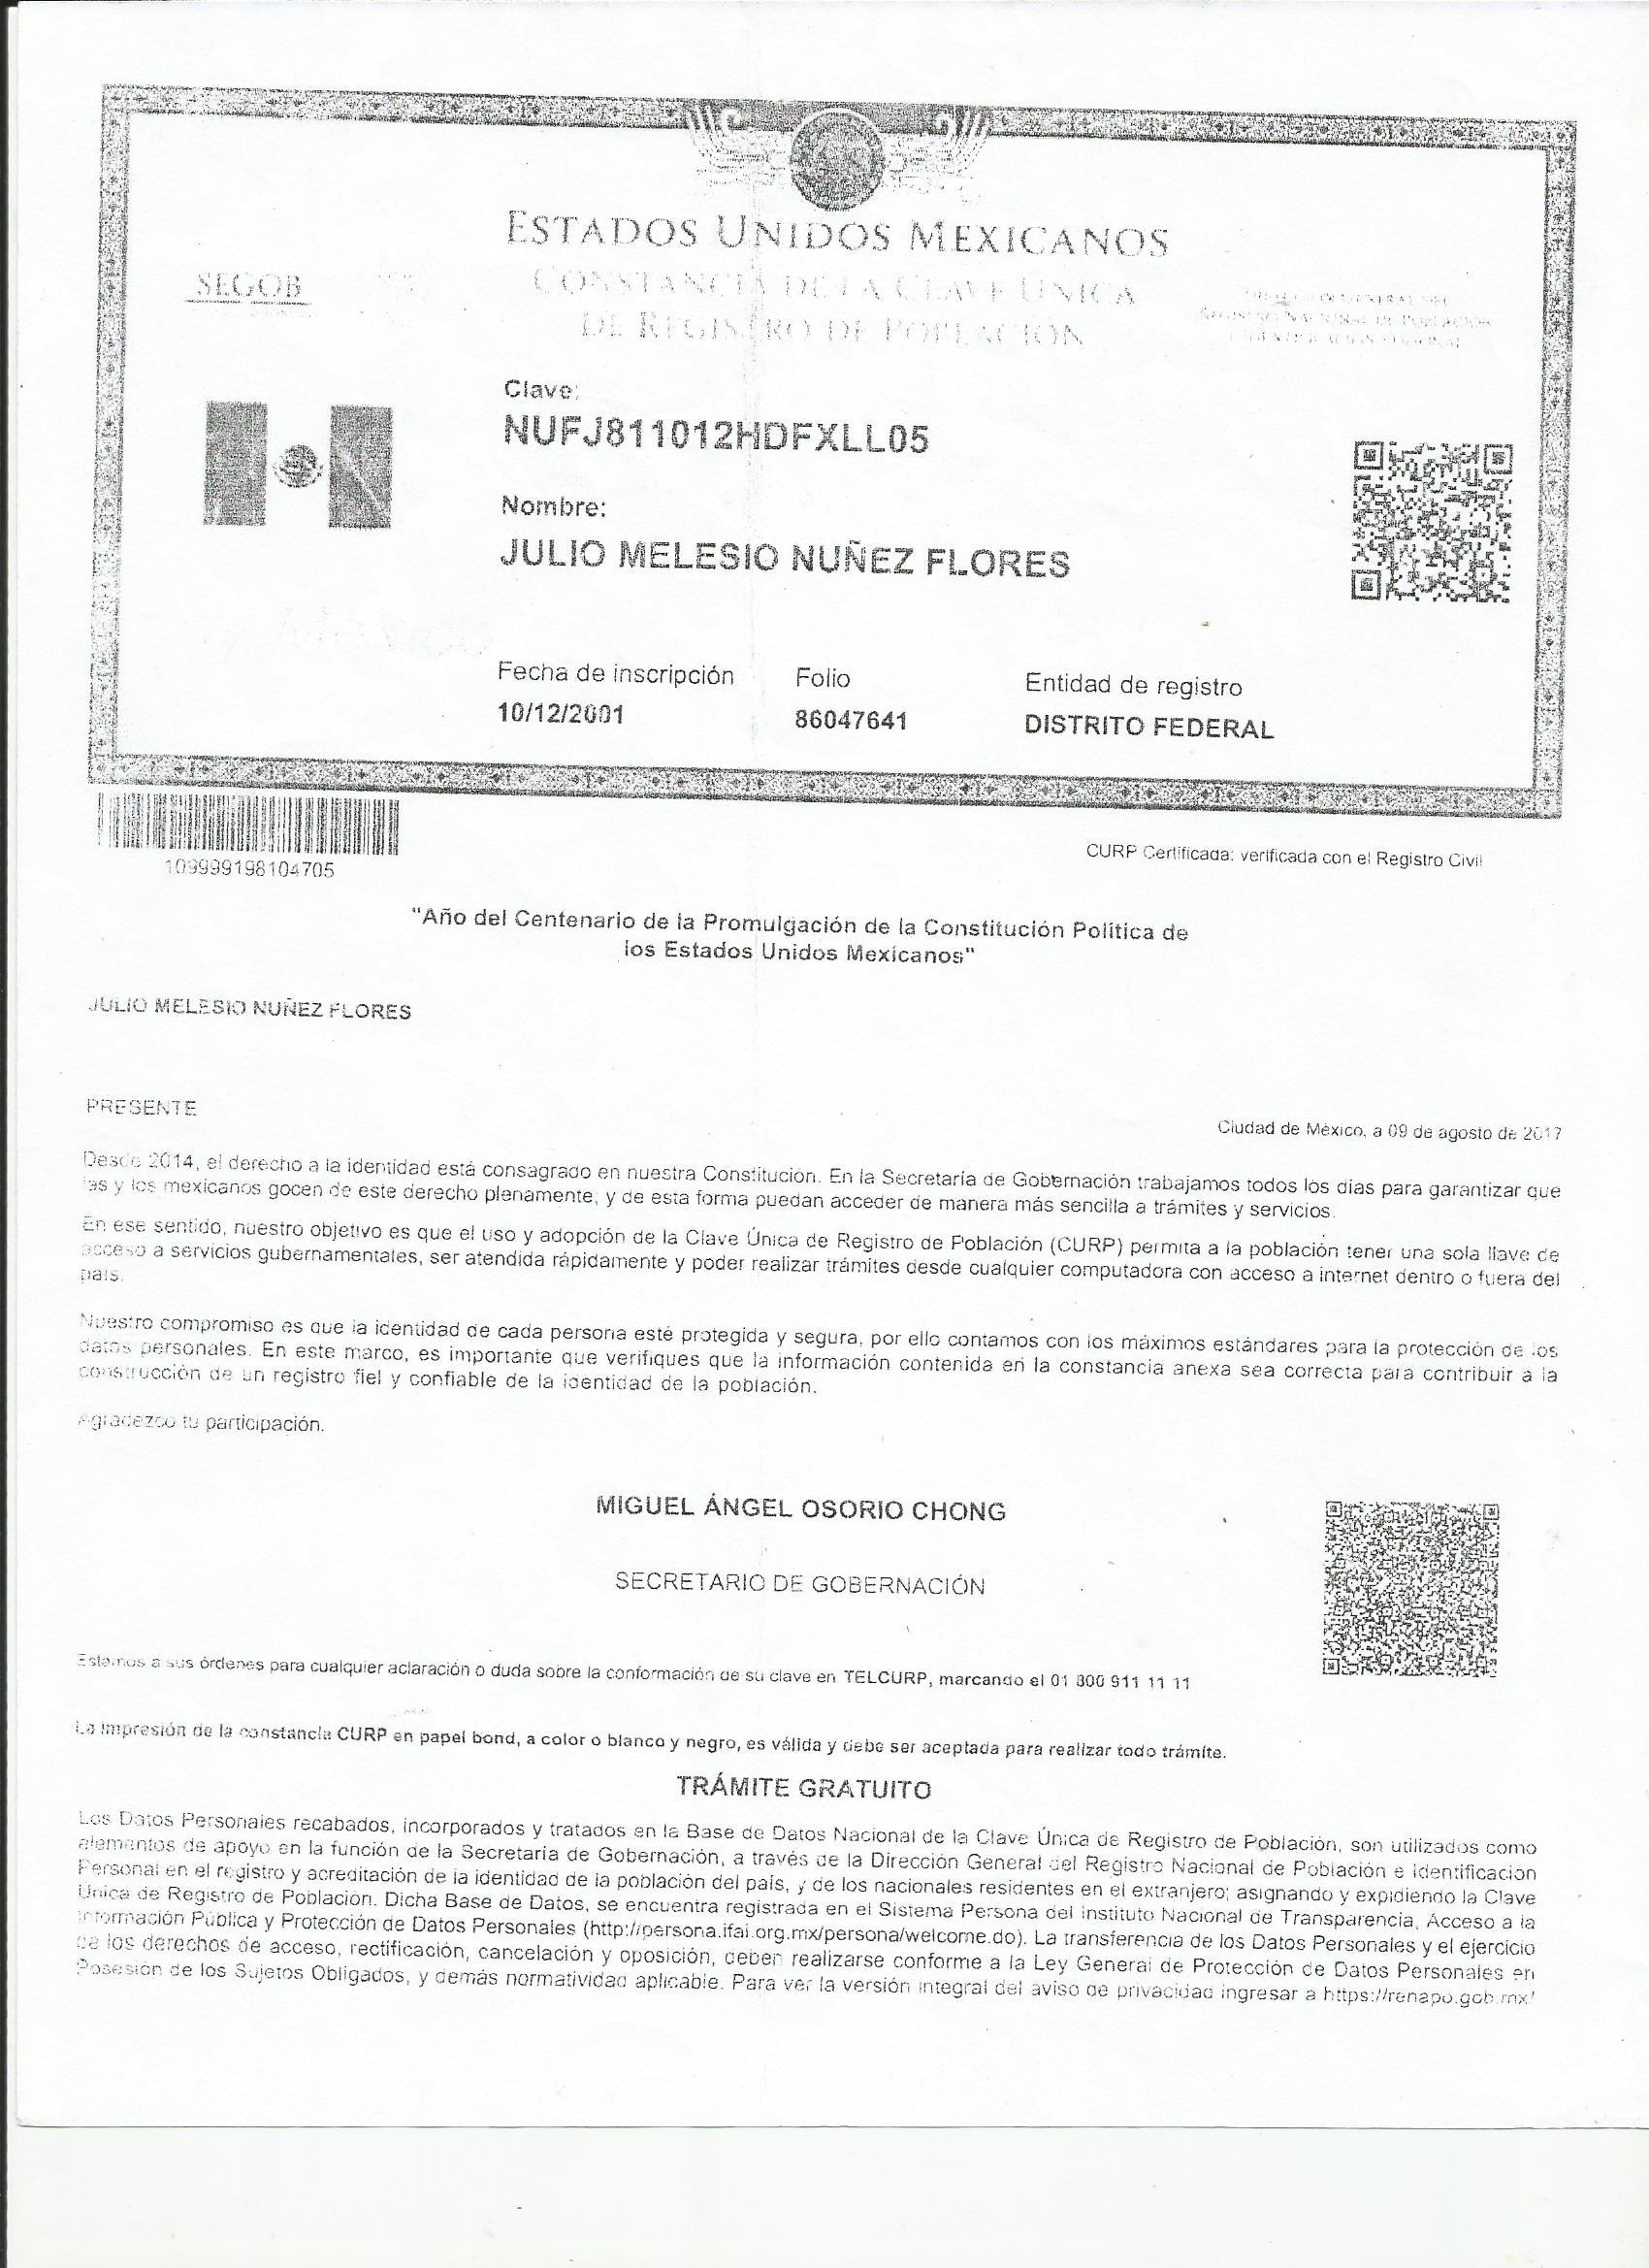 ESTADOS UNIDOS MEXICANOS
SEGOB
CONSTANCIA DE LA CLAVE ÚNICA
DE REGISTRO DE POBLACIÓN
DIRECCIÓN GENERAL DEL
REGISTRO NACIONAL DE POBLACIÓN
E IDENTIFICACIÓN PERSONAL
Clave:
NUFJ811012HDFXLL05
Nombre:
JULIO MELESIO NUÑEZ FLORES
Fecha de inscripción
10/12/2001
Folio
86047641
Entidad de registro
DISTRITO FEDERAL
109999198104705
CURP Certificada: verificada con el Registro Civil
"Año del Centenario de la Promulgación de la Constitución Política de
los Estados Unidos Mexicanos"
JULIO MELESIO NUÑEZ FLORES
PRESENTE
Ciudad de México, a 09 de agosto de 2017
Desde 2014, el derecho a la identidad está consagrado en nuestra Constitución. En la Secretaría de Gobernación trabajamos todos los días para garantizar que
las y los mexicanos gocen de este derecho plenamente; y de esta forma puedan acceder de manera más sencilla a trámites y servicios.
En ese sentido, nuestro objetivo es que el uso y adopción de la Clave Única de Registro de Población (CURP) permita a la población tener una sola llave de
acceso a servicios gubernamentales, ser atendida rápidamente y poder realizar trámites desde cualquier computadora con acceso a internet dentro o fuera del
país.
Nuestro compromiso es que la identidad de cada persona esté protegida y segura, por ello contamos con los máximos estándares para la protección de los
datos personales. En este marco, es importante que verifiques que la información contenida en la constancia anexa sea correcta para contribuir a la
construcción de un registro fiel y confiable de la identidad de la población.
Agradezco tu participación.
MIGUEL ÁNGEL OSORIO CHONG
SECRETARIO DE GOBERNACIÓN
Estamos a sus órdenes para cualquier aclaración o duda sobre la conformación de su clave en TELCURP, marcando el 01 800 911 11 11
La impresión de la constancia CURP en papel bond, a color o blanco y negro, es válida y debe ser aceptada para realizar todo trámite.
TRÁMITE GRATUITO
Los Datos Personales recabados, incorporados y tratados en la Base de Datos Nacional de la Clave Única de Registro de Población, son utilizados como
elementos de apoyo en la función de la Secretaría de Gobernación, a través de la Dirección General del Registro Nacional de Población e Identificación
Personal en el registro y acreditación de la identidad de la población del país, y de los nacionales residentes en el extranjero; asignando y expidiendo la Clave
Única de Registro de Población. Dicha Base de Datos, se encuentra registrada en el Sistema Persona del Instituto Nacional de Transparencia, Acceso a la
Información Pública y Protección de Datos Personales (http://persona.ifai.org.mx/persona/welcome.do). La transferencia de los Datos Personales y el ejercicio
de los derechos de acceso, rectificación, cancelación y oposición, deben realizarse conforme a la Ley General de Protección de Datos Personales en
Posesión de los Sujetos Obligados, y demás normatividad aplicable. Para ver la versión integral del aviso de privacidad ingresar a https://renapo.gob.mx/